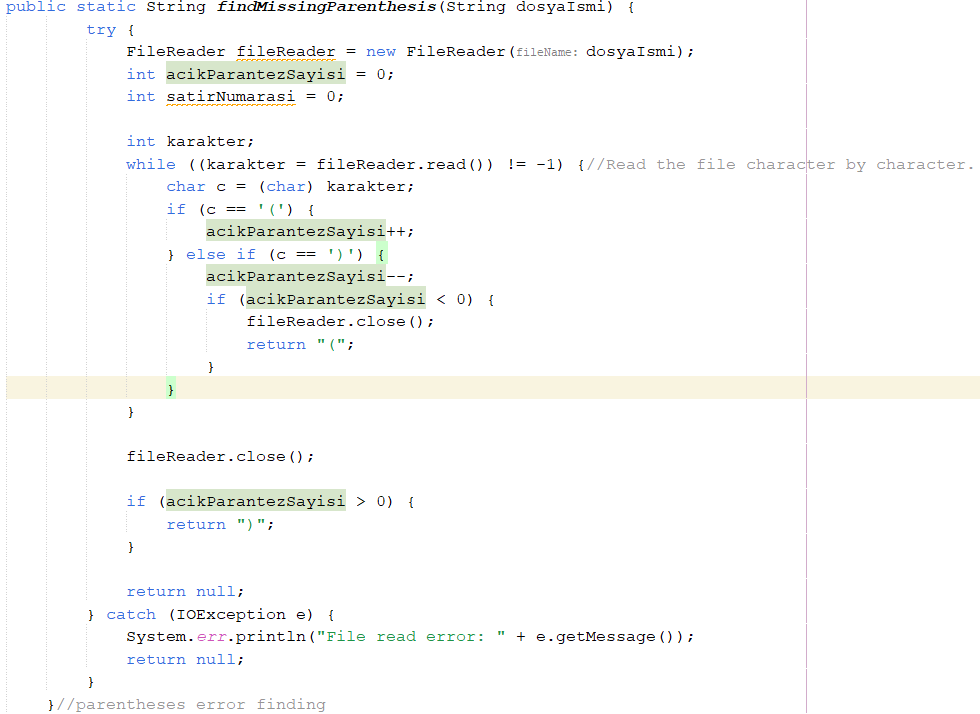 public static String findMissingParenthesis(String dosyaIsmi) {
try {
FileReader fileReader = new FileReader(fileName: dosyaIsmi);
int acikParantezSayisi = 0;
int satirNumarasi = 0;
int karakter;
while ((karakter = fileReader.read()) != -1) {//Read the file character by character.
char c = (char) karakter;
if (c == '(') {
acikParantezSayisi++;
} else if (c == ')') {
acikParantezSayisi--;
if (acikParantezSayisi < 0) {
fileReader.close();
return "(";
}
}
}
fileReader.close();
if (acikParantezSayisi > 0) {
return ")";
}
return null;
} catch (IOException e) {
System.err.println("File read error: " + e.getMessage());
return null;
}
}//parentheses error finding